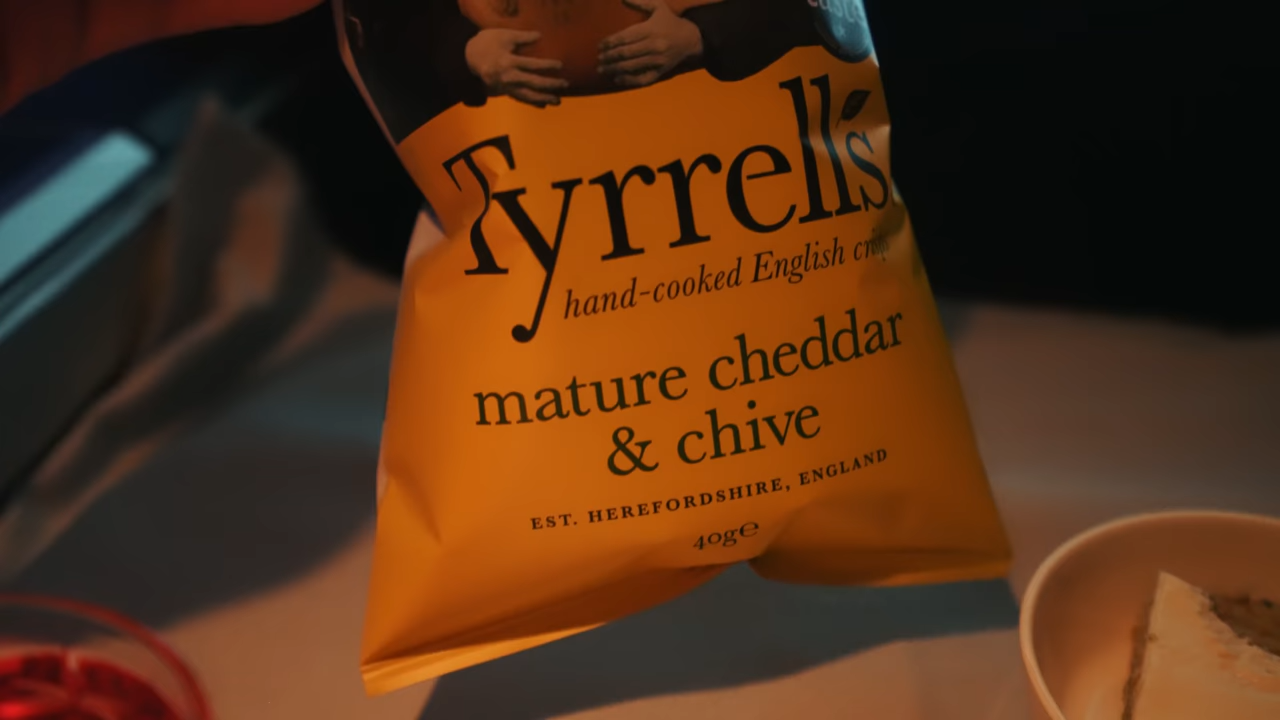 Tyrrell's
hand-cooked English
mature cheddar
& chive
EST. HEREFORDSHIRE, ENGLAND
40g℮